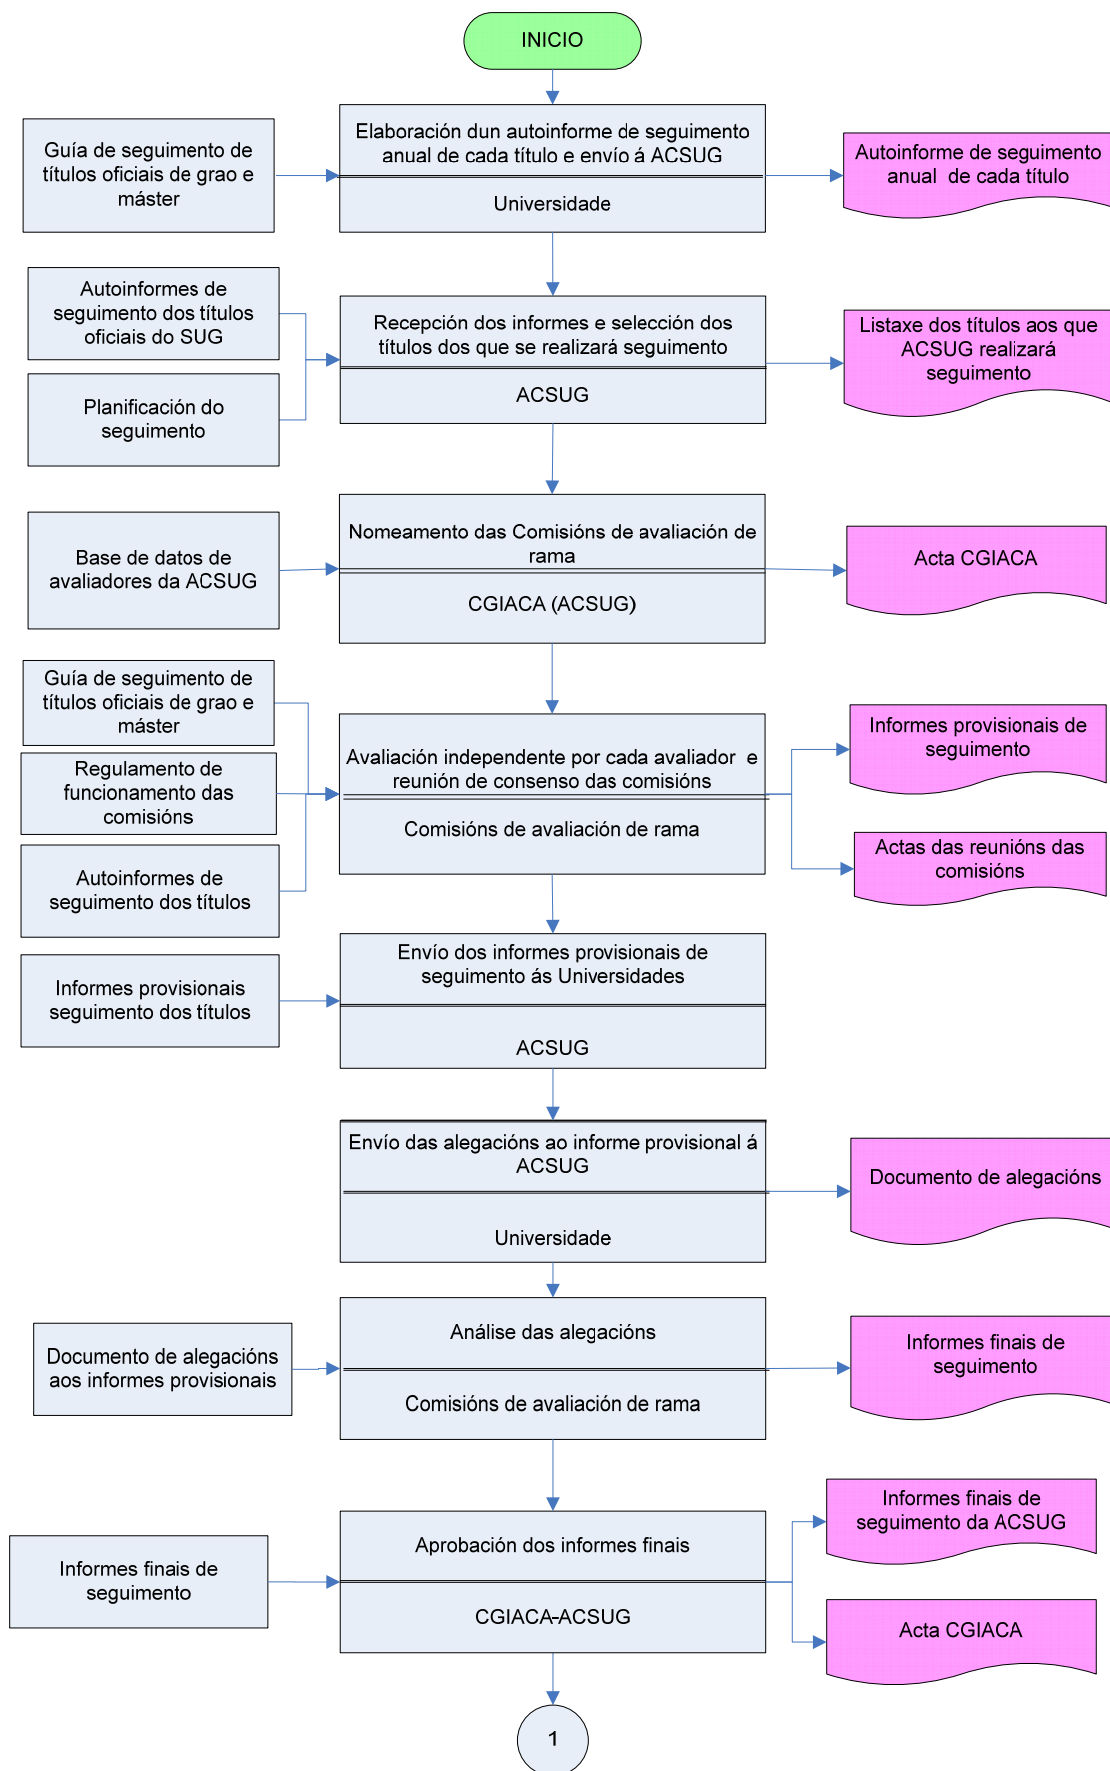 INICIO
Guía de seguimento de
títulos oficiais de grao e
máster
Elaboración dun autoinforme de seguimento
anual de cada título e envío á ACSUG
Universidade
Autoinforme de seguimento
anual de cada título
Autoinformes de
seguimento dos títulos
oficiais do SUG
Planificación do
seguimento
Recepción dos informes e selección dos
títulos dos que se realizará seguimento
ACSUG
Listaxe dos títulos aos que
ACSUG realizará
seguimento
Base de datos de
avaliadores da ACSUG
Nomeamento das Comisións de avaliación de
rama
CGIACA (ACSUG)
Acta CGIACA
Guía de seguimento de
títulos oficiais de grao e
máster
Regulamento de
funcionamento das
comisións
Autoinformes de
seguimento dos títulos
Avaliación independente por cada avaliador e
reunión de consenso das comisións
Comisións de avaliación de rama
Informes provisionais de
seguimento
Actas das reunións das
comisións
Informes provisionais
seguimento dos títulos
Envío dos informes provisionais de
seguimento ás Universidades
ACSUG
Envío das alegacións ao informe provisional á
ACSUG
Universidade
Documento de alegacións
Documento de alegacións
aos informes provisionais
Análise das alegacións
Comisións de avaliación de rama
Informes finais de
seguimento
Informes finais de
seguimento
Aprobación dos informes finais
CGIACA-ACSUG
Informes finais de
seguimento da ACSUG
Acta CGIACA
1